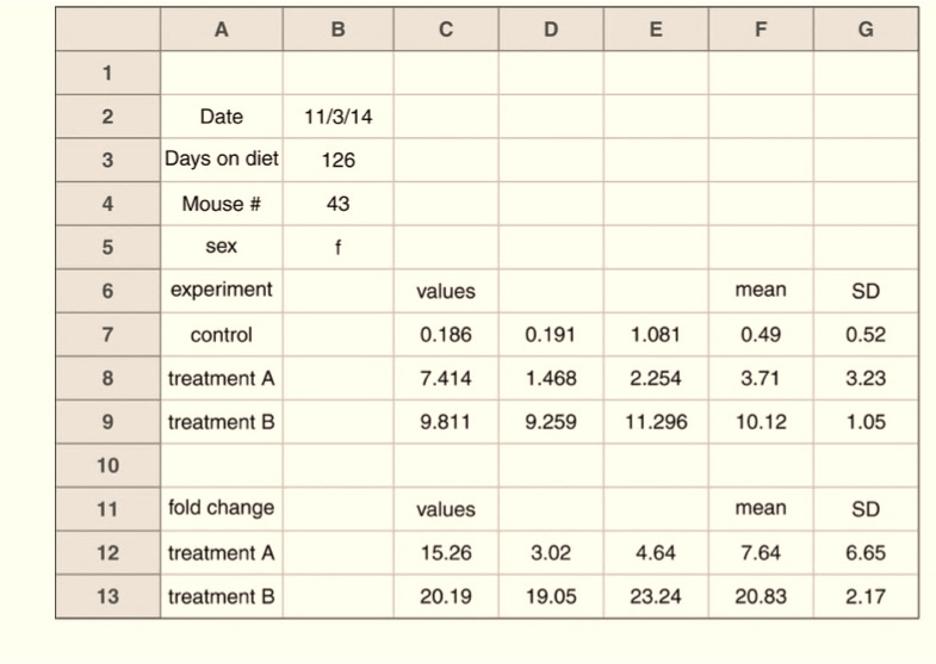 A B C D E F G
1
2 Date 11/3/14
3 Days on diet 126
4 Mouse # 43
5 sex f
6 experiment values mean SD
7 control 0.186 0.191 1.081 0.49 0.52
8 treatment A 7.414 1.468 2.254 3.71 3.23
9 treatment B 9.811 9.259 11.296 10.12 1.05
10
11 fold change values mean SD
12 treatment A 15.26 3.02 4.64 7.64 6.65
13 treatment B 20.19 19.05 23.24 20.83 2.17